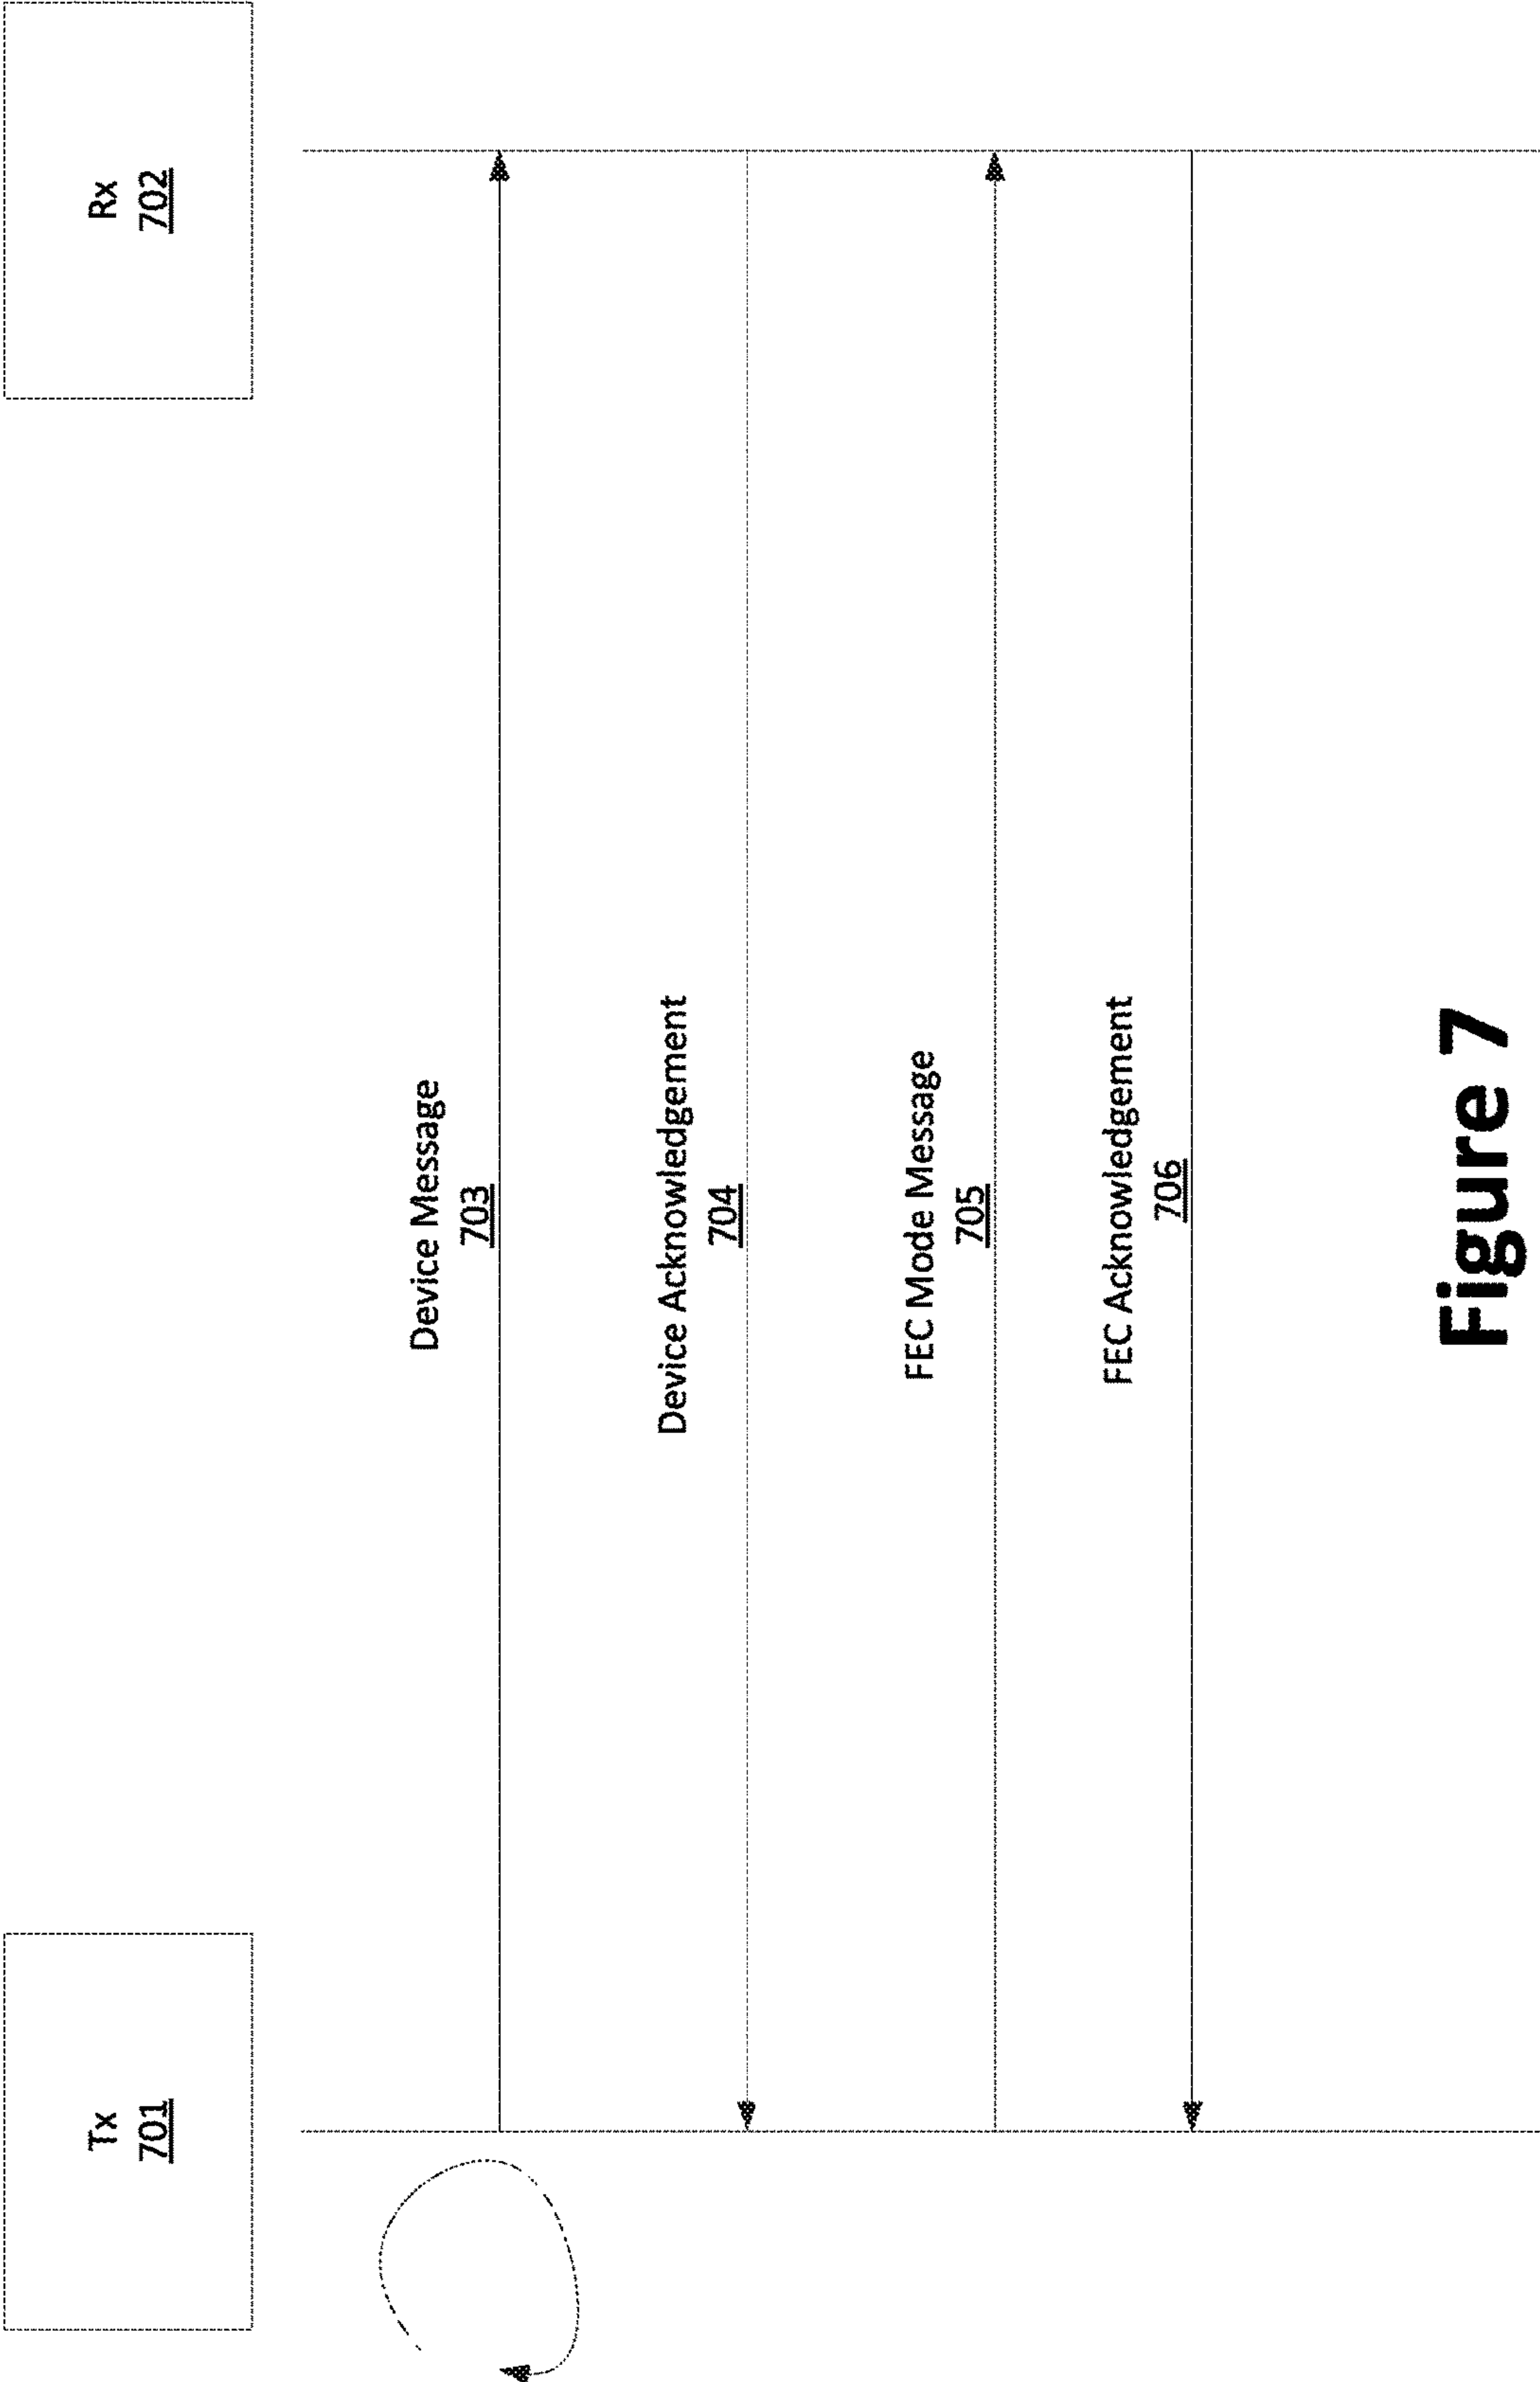 Tx
701
Rx
702
Device Message
703
Device Acknowledgement
704
FEC Mode Message
705
FEC Acknowledgement
706
Figure 7